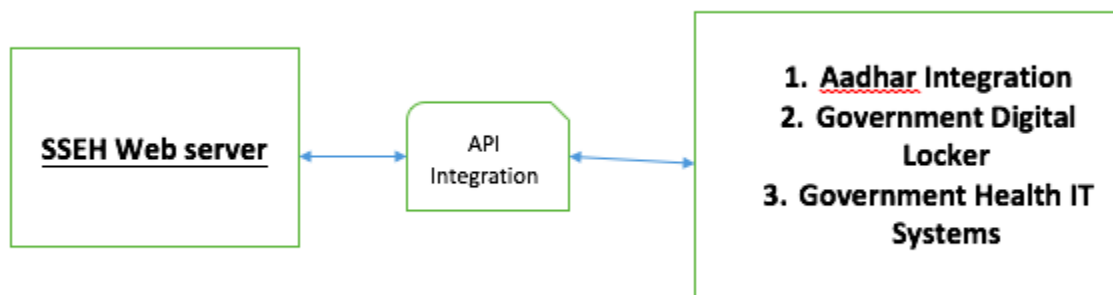 SSEH Web server
API
Integration
1. Aadhar Integration
2. Government Digital
Locker
3. Government Health IT
Systems